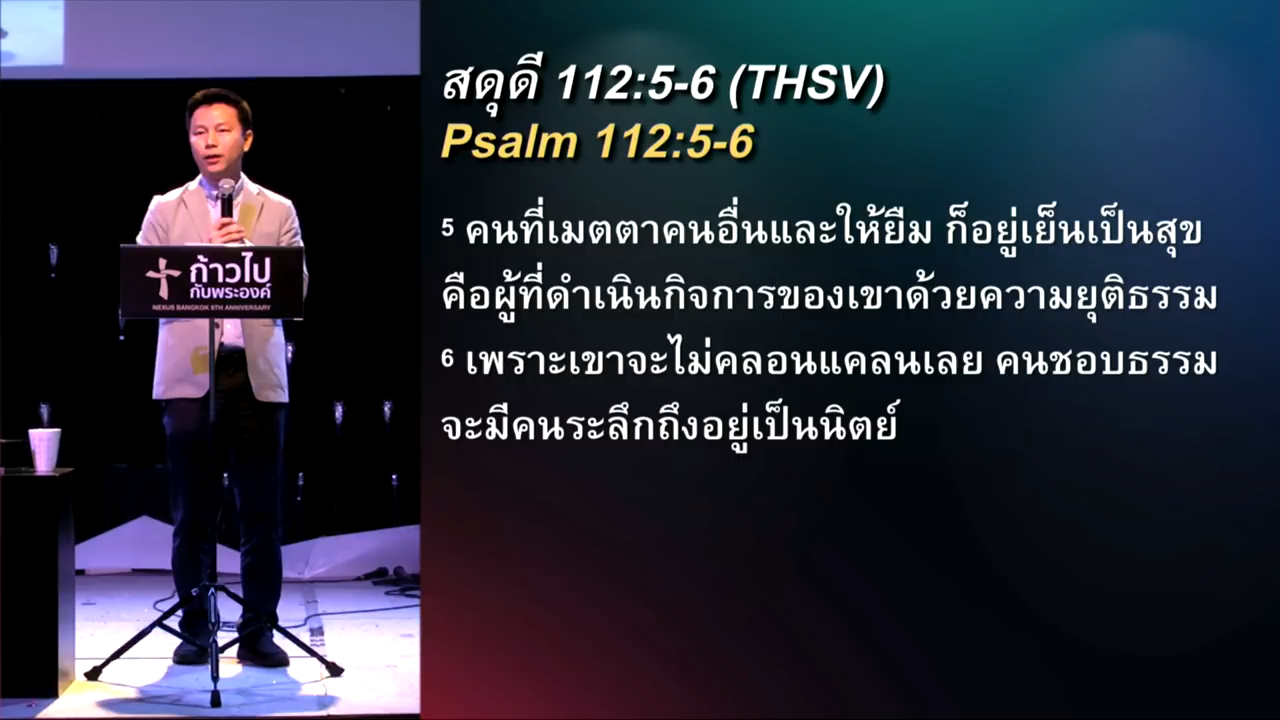 สดุดี 112:5-6 (THSV)
Psalm 112:5-6
5 คนที่เมตตาคนอื่นและให้ยืม ก็อยู่เย็นเป็นสุข
คือผู้ที่ดำเนินกิจการของเขาด้วยความยุติธรรม
6 เพราะเขาจะไม่คลอนแคลนเลย คนชอบธรรม
จะมีคนระลึกถึงอยู่เป็นนิตย์
ก้าวไป
กับพระองค์
NEXUS BANGKOK 5TH ANNIVERSARY